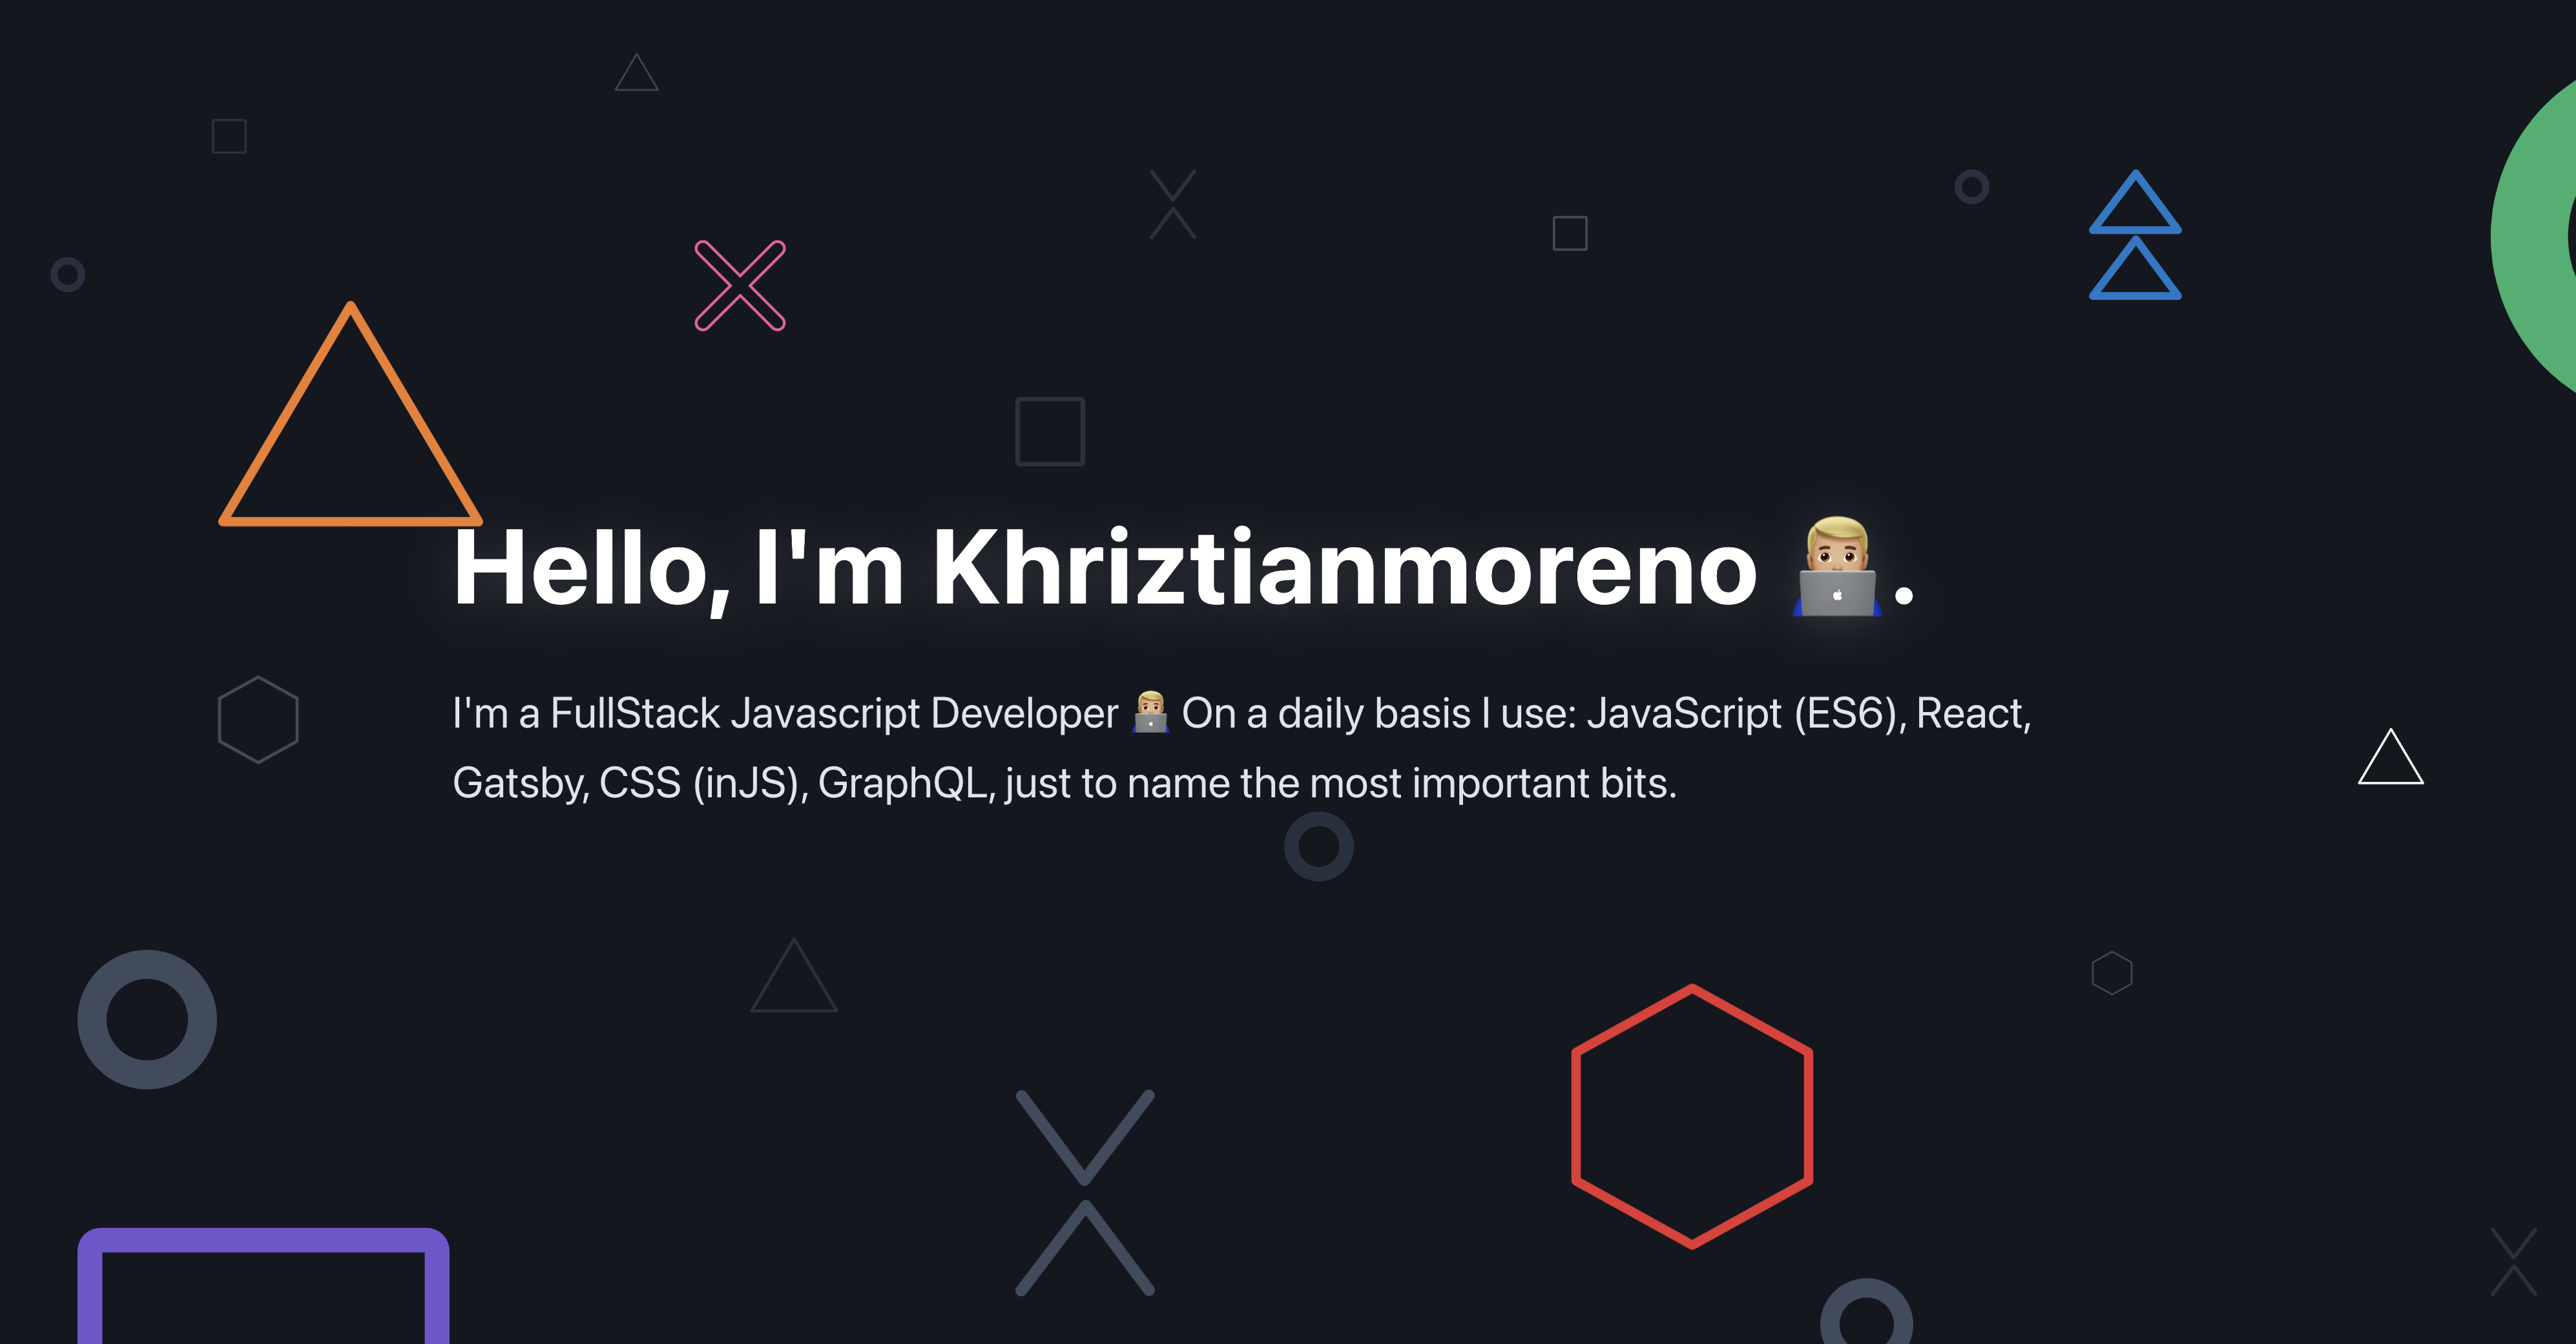 Hello, I'm Khriztianmoreno 👨🏼‍💻.
I'm a FullStack Javascript Developer 👨🏼‍💻 On a daily basis I use: JavaScript (ES6), React,
Gatsby, CSS (inJS), GraphQL, just to name the most important bits.